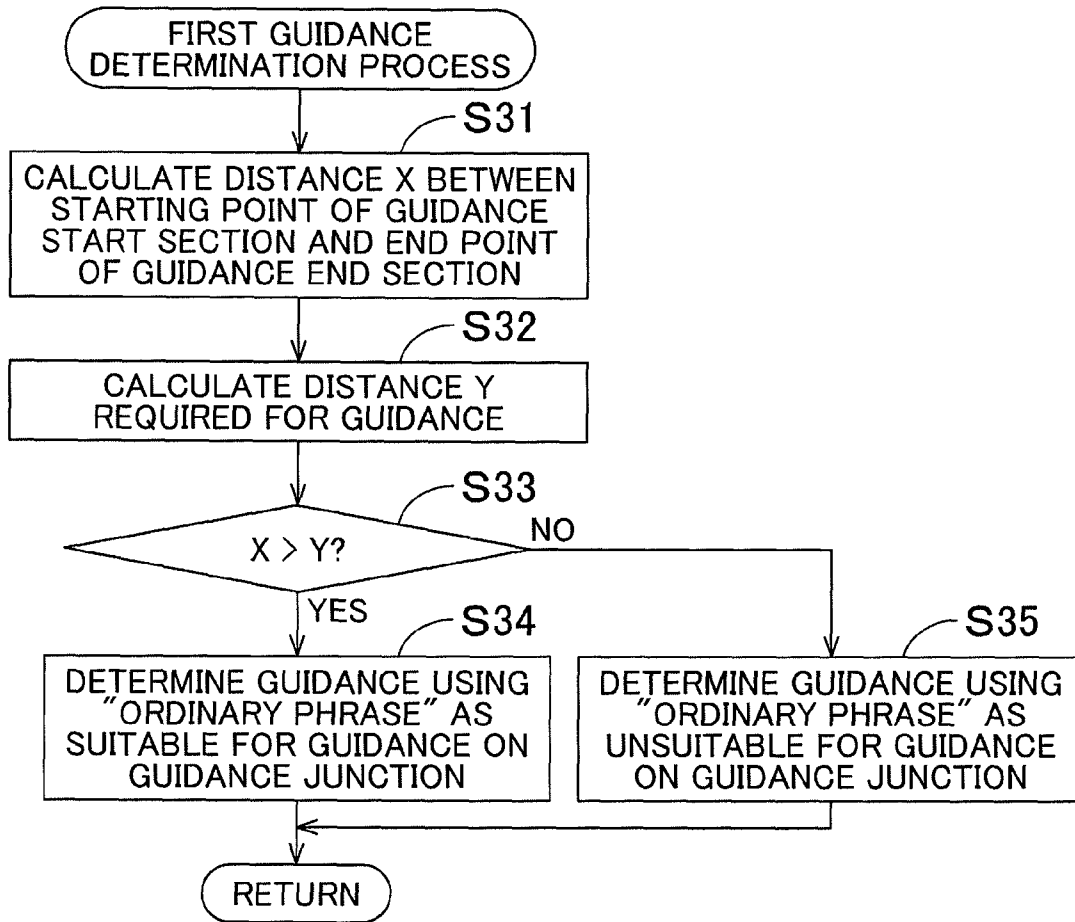 FIRST GUIDANCE
DETERMINATION PROCESS
S31
CALCULATE DISTANCE X BETWEEN
STARTING POINT OF GUIDANCE
START SECTION AND END POINT
OF GUIDANCE END SECTION
S32
CALCULATE DISTANCE Y
REQUIRED FOR GUIDANCE
S33
X > Y?
NO
YES
S34
DETERMINE GUIDANCE USING
"ORDINARY PHRASE" AS
SUITABLE FOR GUIDANCE ON
GUIDANCE JUNCTION
S35
DETERMINE GUIDANCE USING
"ORDINARY PHRASE" AS
UNSUITABLE FOR GUIDANCE
ON GUIDANCE JUNCTION
RETURN